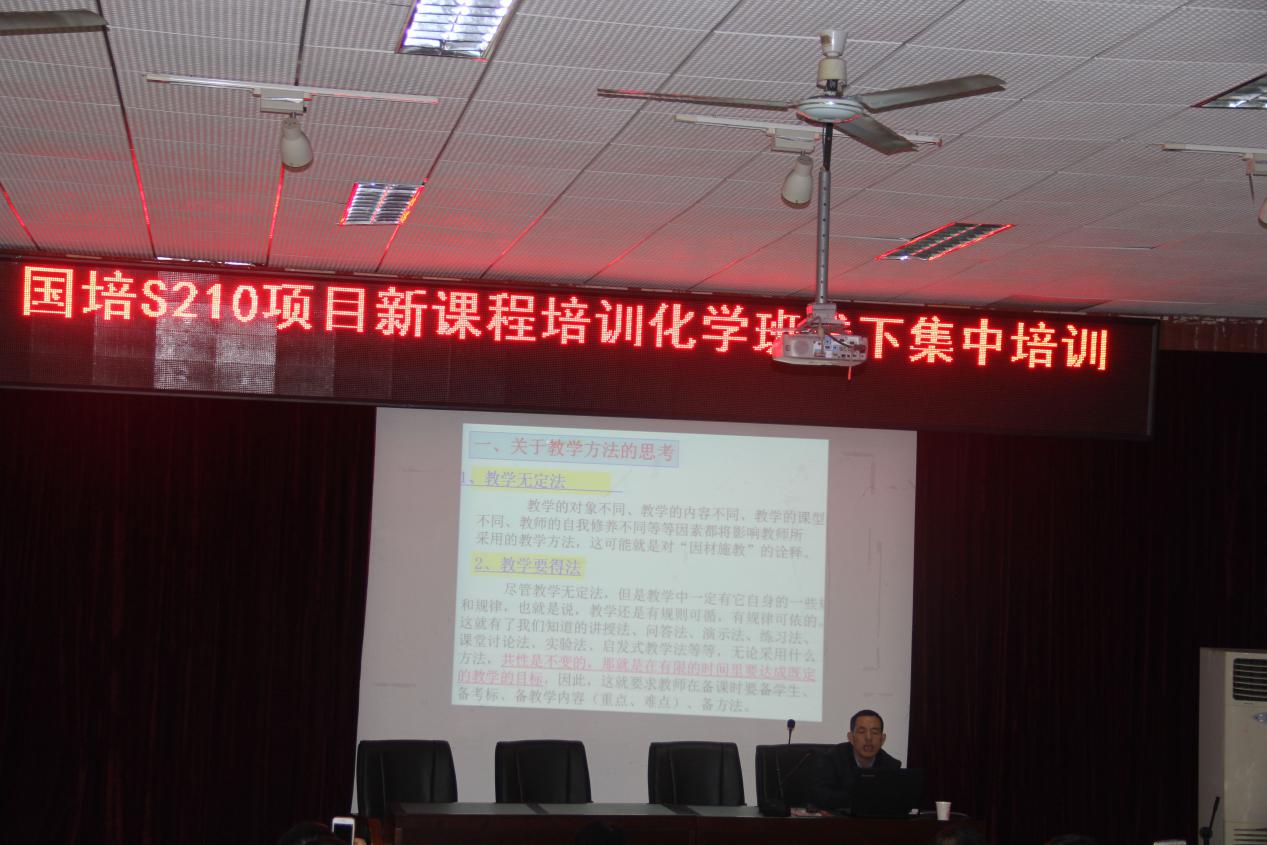 国培S210项目新课程培训化学班 下集中培训
一、关于教学方法的思考
1、教学无定法
教学的对象不同、教学的内容不同、教学的课型
不同、教师的自我修养不同等等因素都将影响教师所
采用的教学方法，这可能就是对“因材施教”的诠释。
2、教学要得法
尽管教学无定法，但是教学中一定有它自身的一些
和规律，也就是说，教学还是有规则可循，有规律可依的。
这就有了我们知道的讲授法、问答法、演示法、练习法、
课堂讨论法、实验法、启发式教学法等等，无论采用什么
方法，共性是不变的，那就是在有限的时间里要达成既定
的教学的目标，因此，这就要求教师在备课时要备学生、
备考标、备教学内容（重点、难点）、备方法。